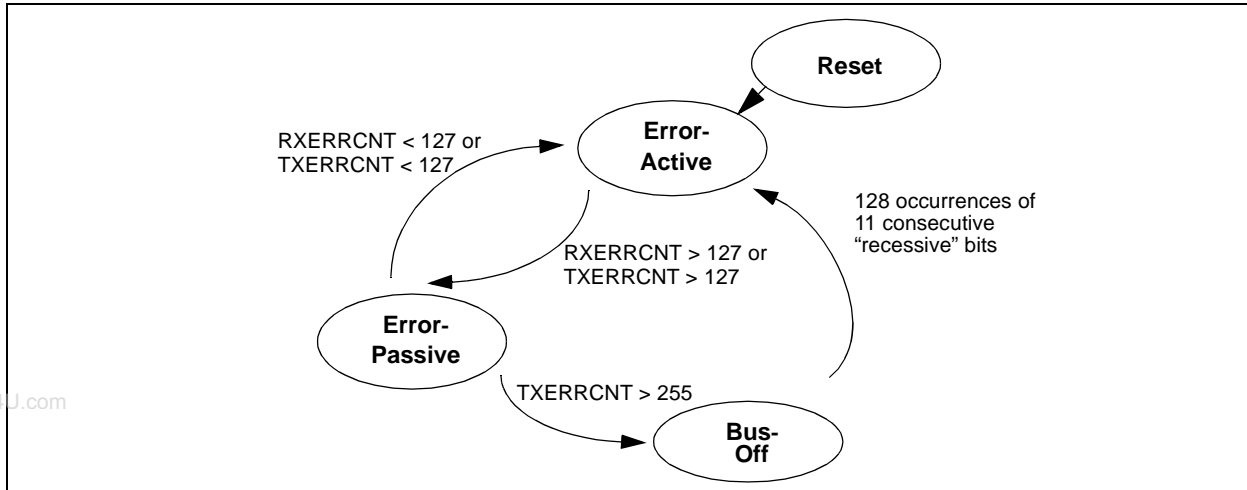 Reset
Error-
Active
RXERRCNT < 127 or
TXERRCNT < 127
128 occurrences of
11 consecutive
“recessive” bits
RXERRCNT > 127 or
TXERRCNT > 127
Error-
Passive
TXERRCNT > 255
Bus-
Off
U.com